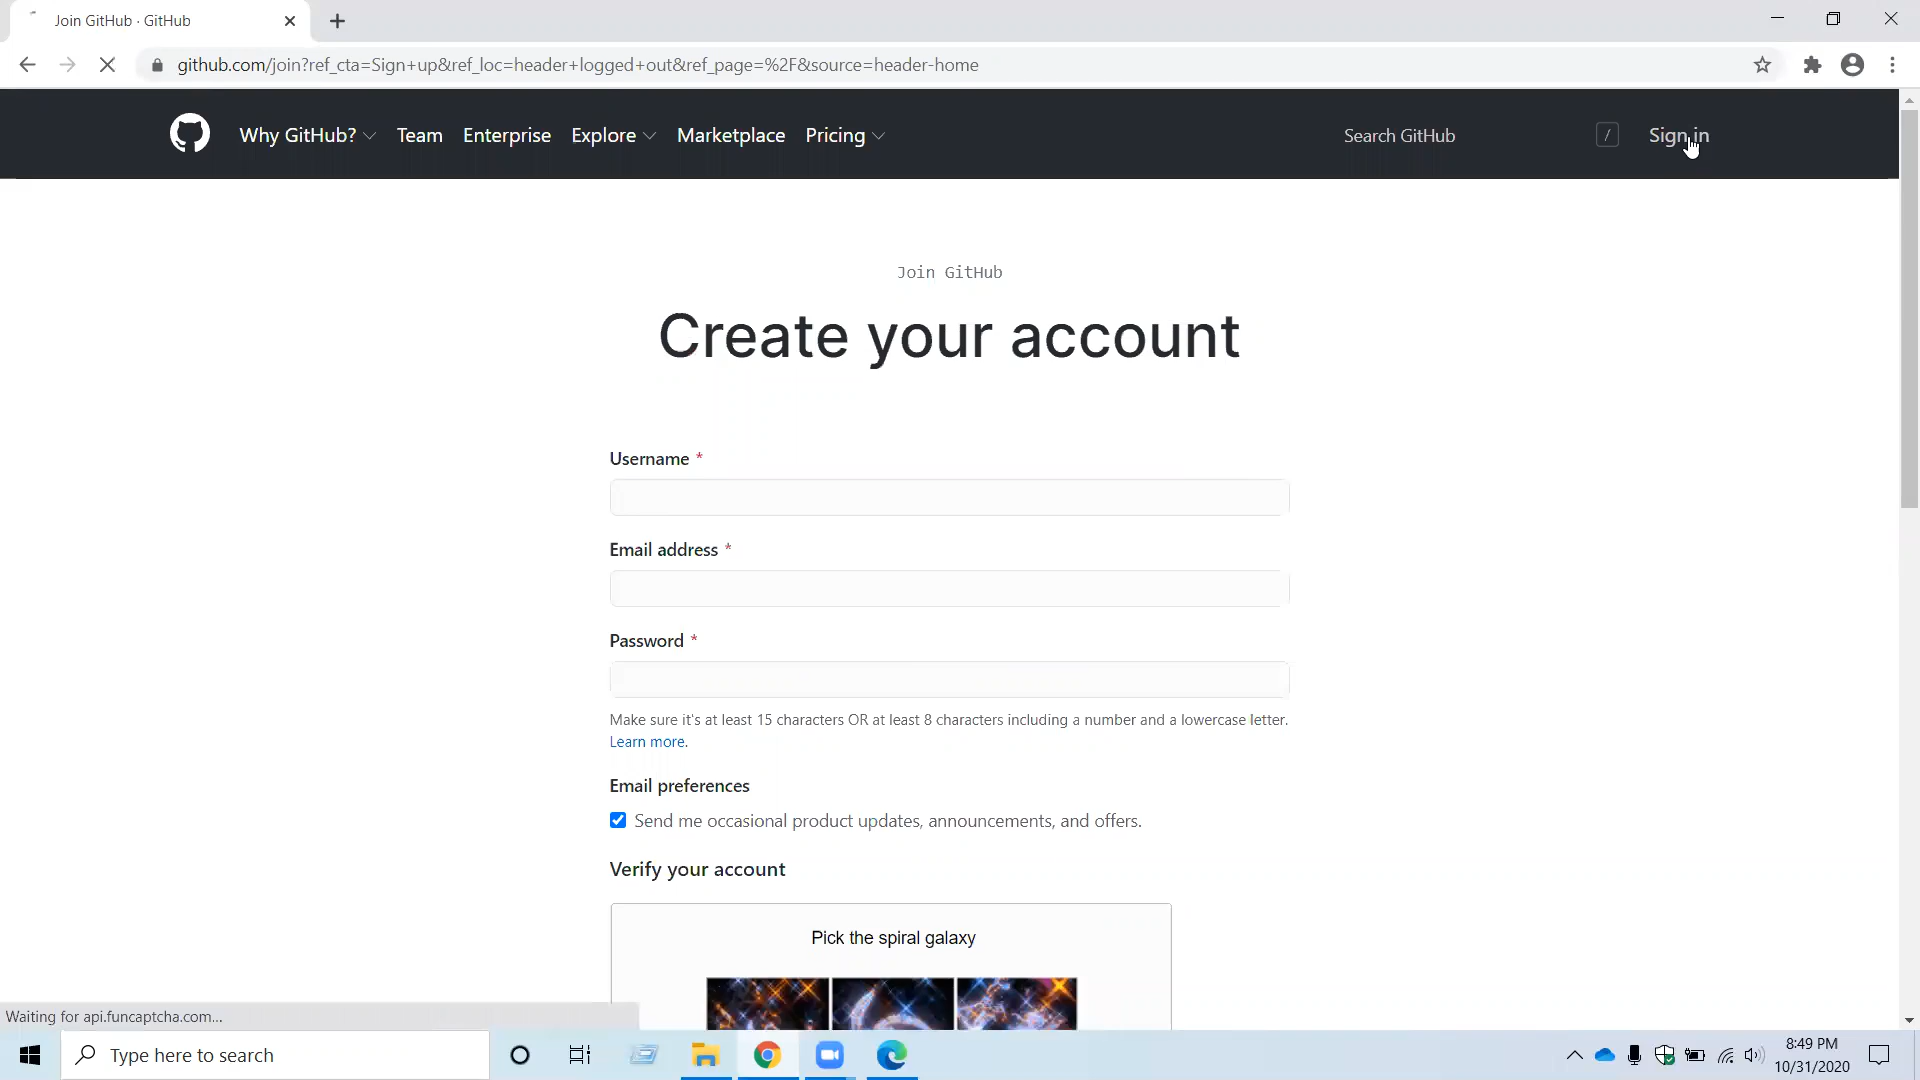 Join GitHub · GitHub
github.com/join?ref_cta=Sign+up&ref_loc=header+logged+out&ref_page=%2F&source=header-home
Why GitHub? Team Enterprise Explore Marketplace Pricing Search GitHub / Sign in
Join GitHub
Create your account
Username *
Email address *
Password *
Make sure it's at least 15 characters OR at least 8 characters including a number and a lowercase letter.
Learn more.
Email preferences
Send me occasional product updates, announcements, and offers.
Verify your account
Pick the spiral galaxy
Waiting for api.funcaptcha.com...
Type here to search
8:49 PM
10/31/2020